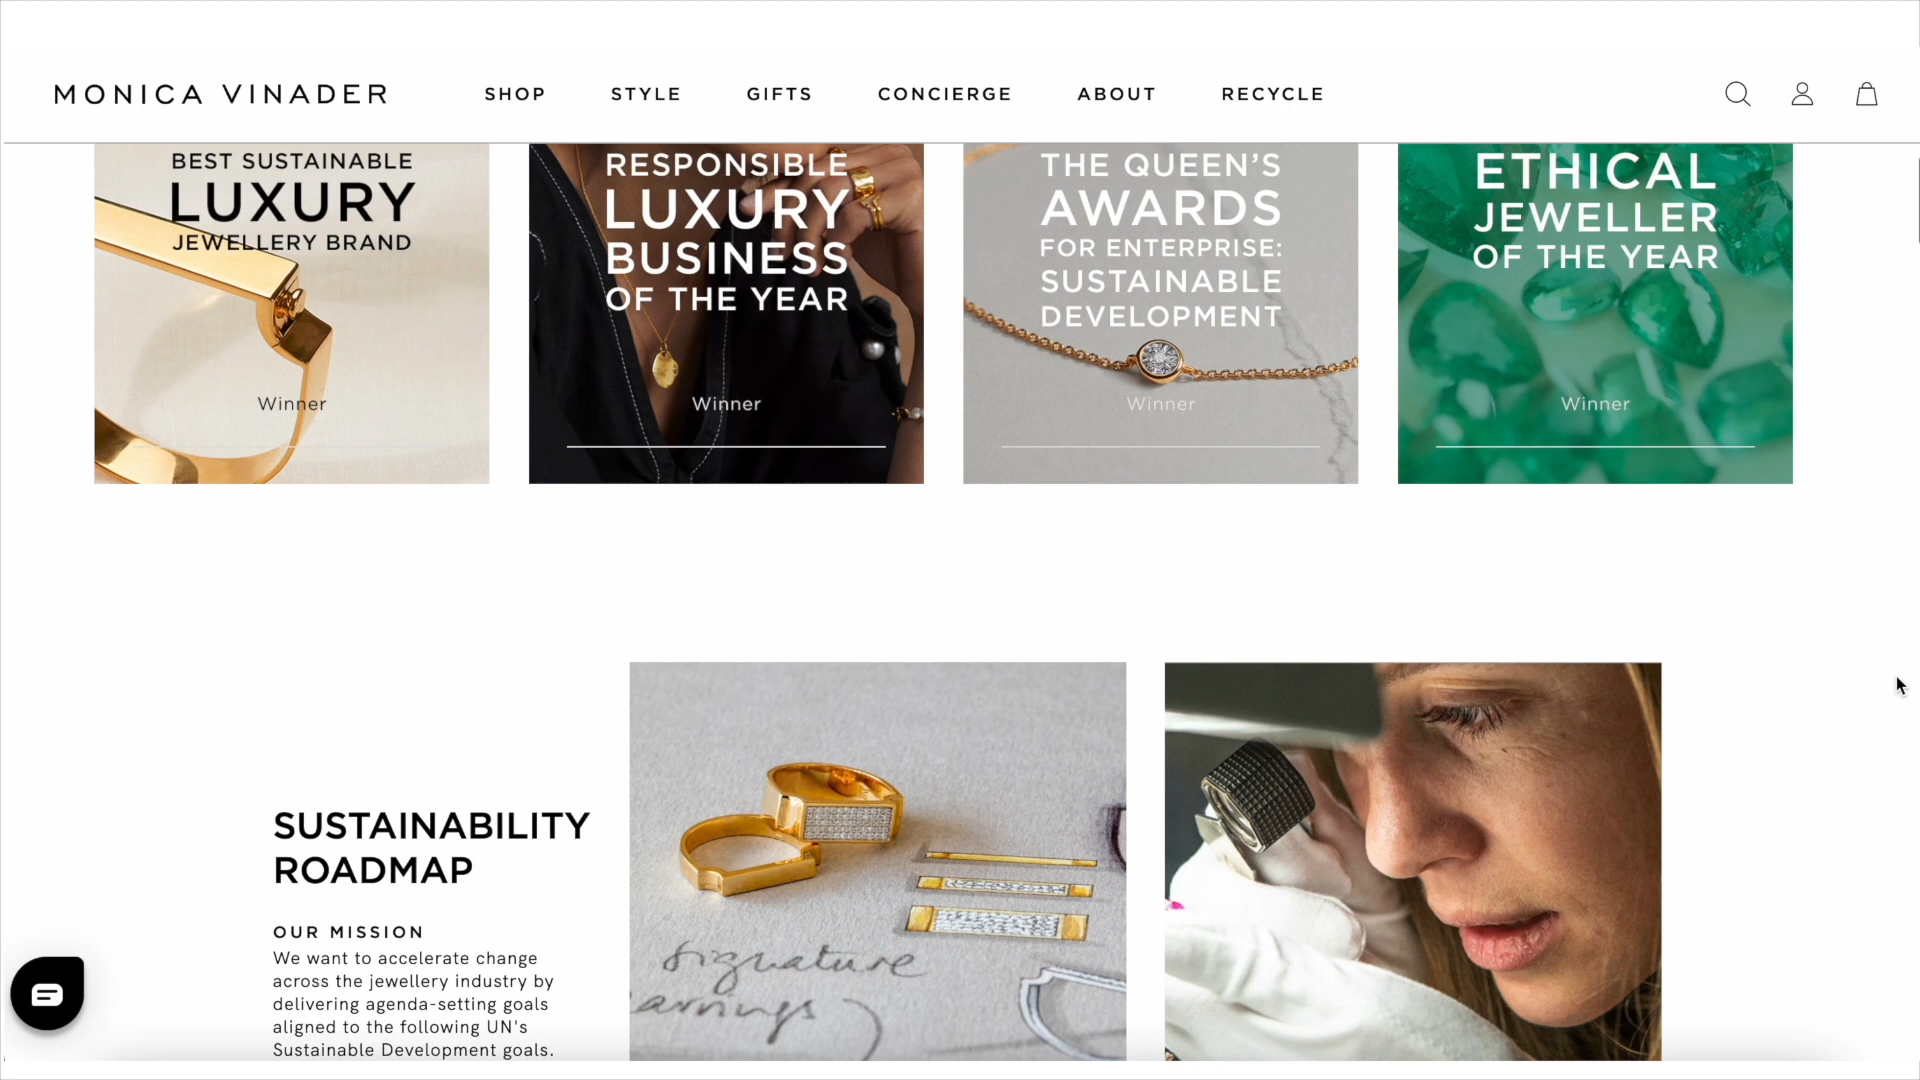 MONICA VINADER
SHOP
STYLE
GIFTS
CONCIERGE
ABOUT
RECYCLE
BEST SUSTAINABLE
LUXURY
JEWELLERY BRAND
Winner
RESPONSIBLE
LUXURY
BUSINESS
OF THE YEAR
Winner
THE QUEEN’S
AWARDS
FOR ENTERPRISE:
SUSTAINABLE
DEVELOPMENT
Winner
ETHICAL
JEWELLER
OF THE YEAR
Winner
SUSTAINABILITY
ROADMAP
OUR MISSION
We want to accelerate change
across the jewellery industry by
delivering agenda-setting goals
aligned to the following UN's
Sustainable Development goals.
signature
earrings